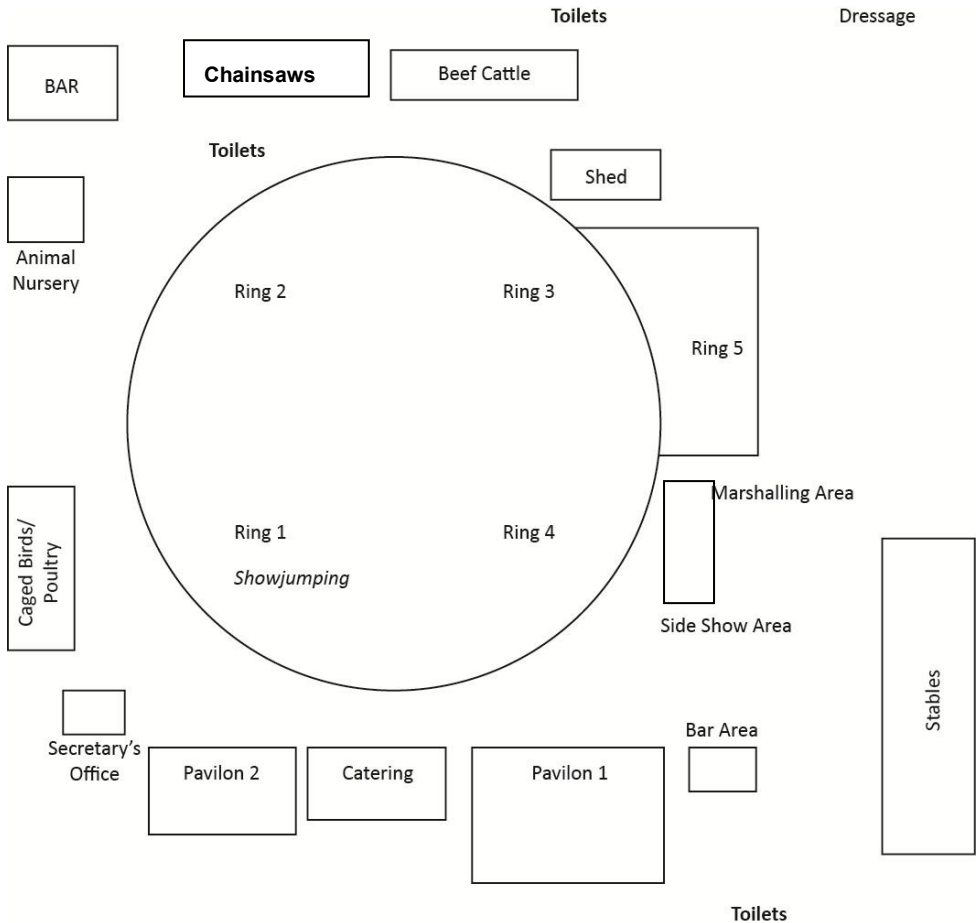 Toilets
Dressage
BAR
Chainsaws
Beef Cattle
Toilets
Shed
Animal
Nursery
Ring 2
Ring 3
Ring 5
Marshalling Area
Caged Birds/
Poultry
Ring 1
Ring 4
Showjumping
Side Show Area
Stables
Secretary's
Office
Bar Area
Pavilon 2
Catering
Pavilon 1
Toilets